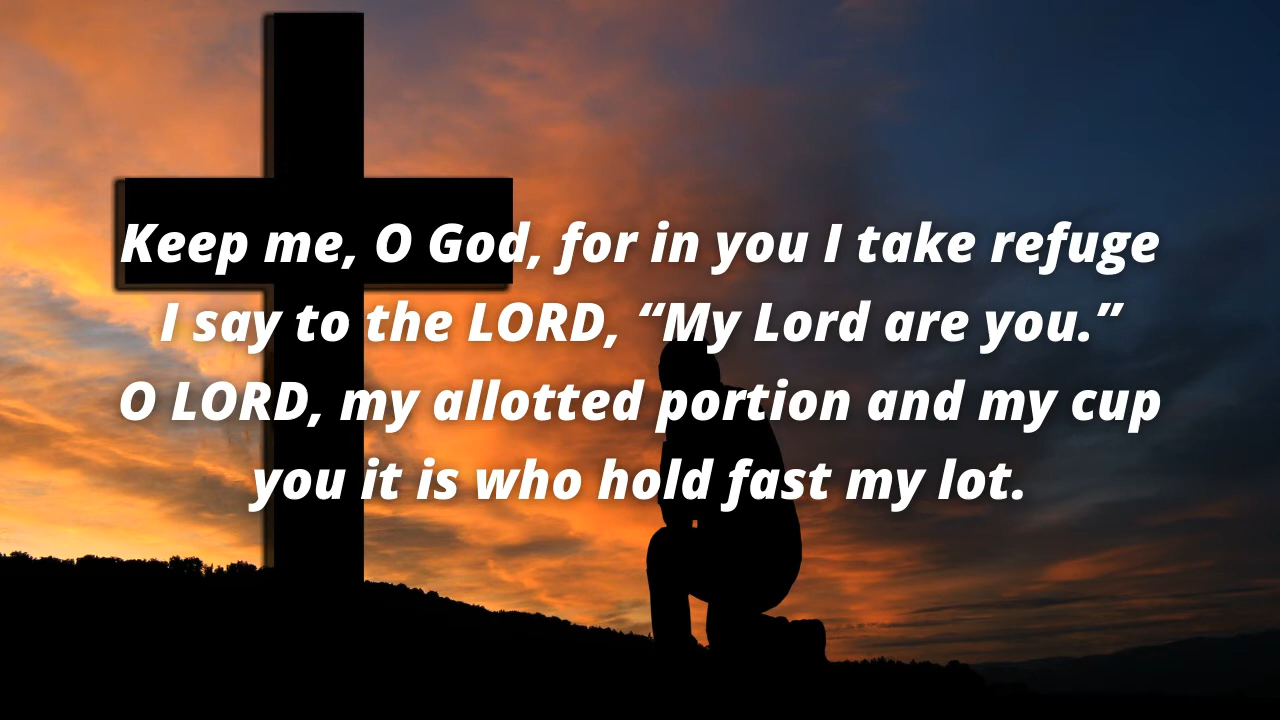 Keep me, O God, for in you I take refuge
I say to the LORD, “My Lord are you.”
O LORD, my allotted portion and my cup
you it is who hold fast my lot.